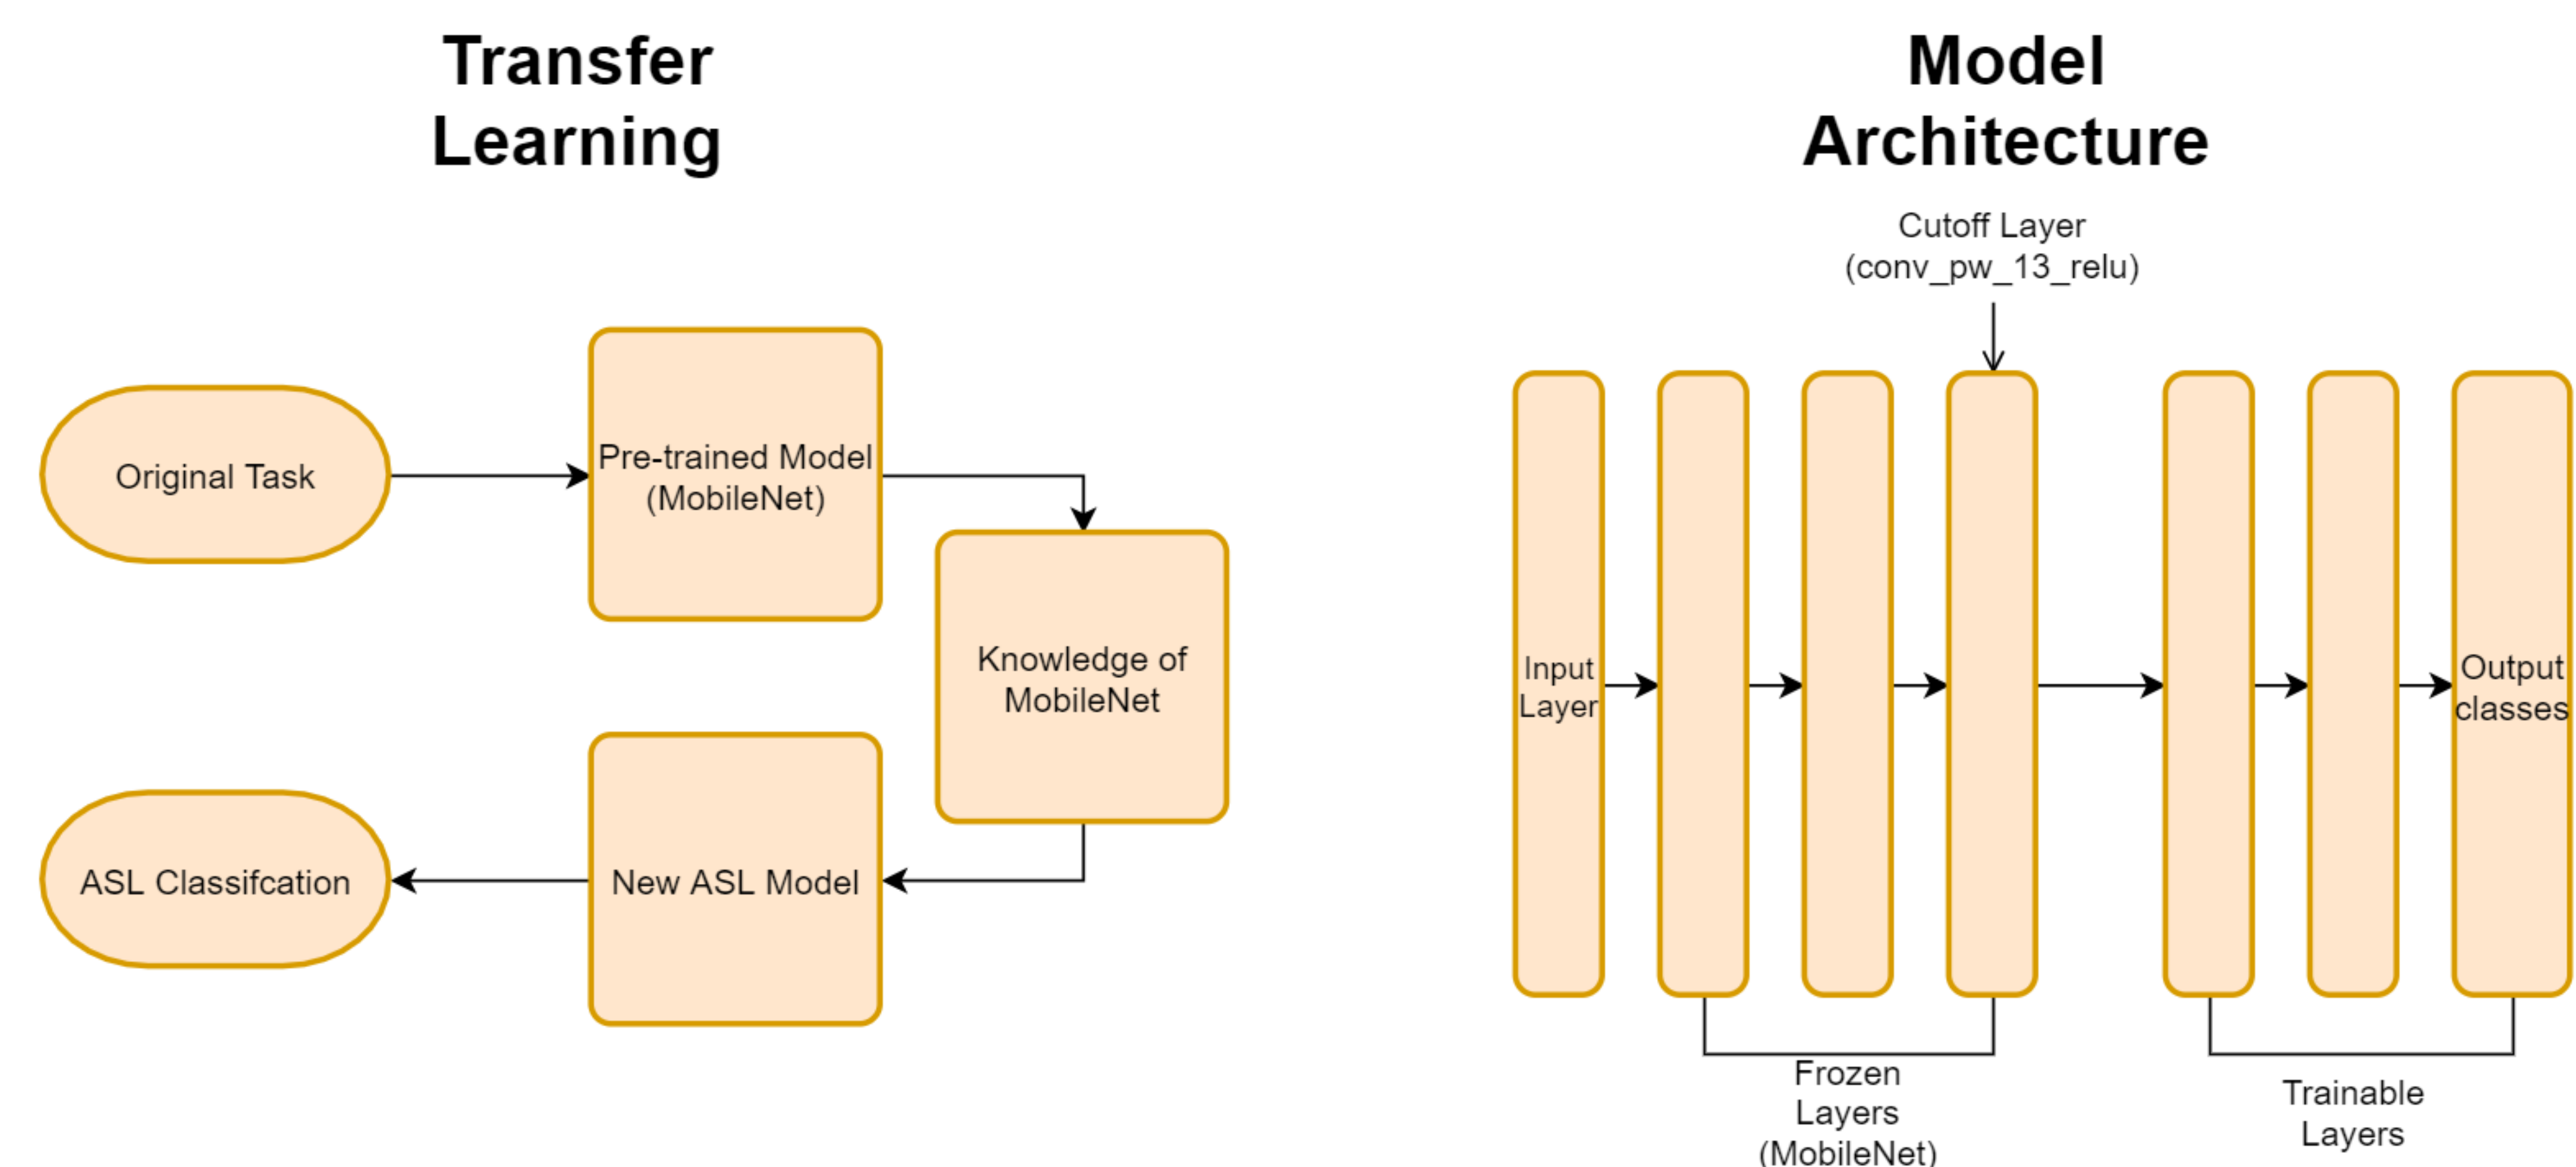 Transfer
Learning
Original Task
Pre-trained Model
(MobileNet)
Knowledge of
MobileNet
New ASL Model
ASL Classifcation
Model
Architecture
Cutoff Layer
(conv_pw_13_relu)
Input
Layer
Output
classes
Frozen
Layers
(MobileNet)
Trainable
Layers